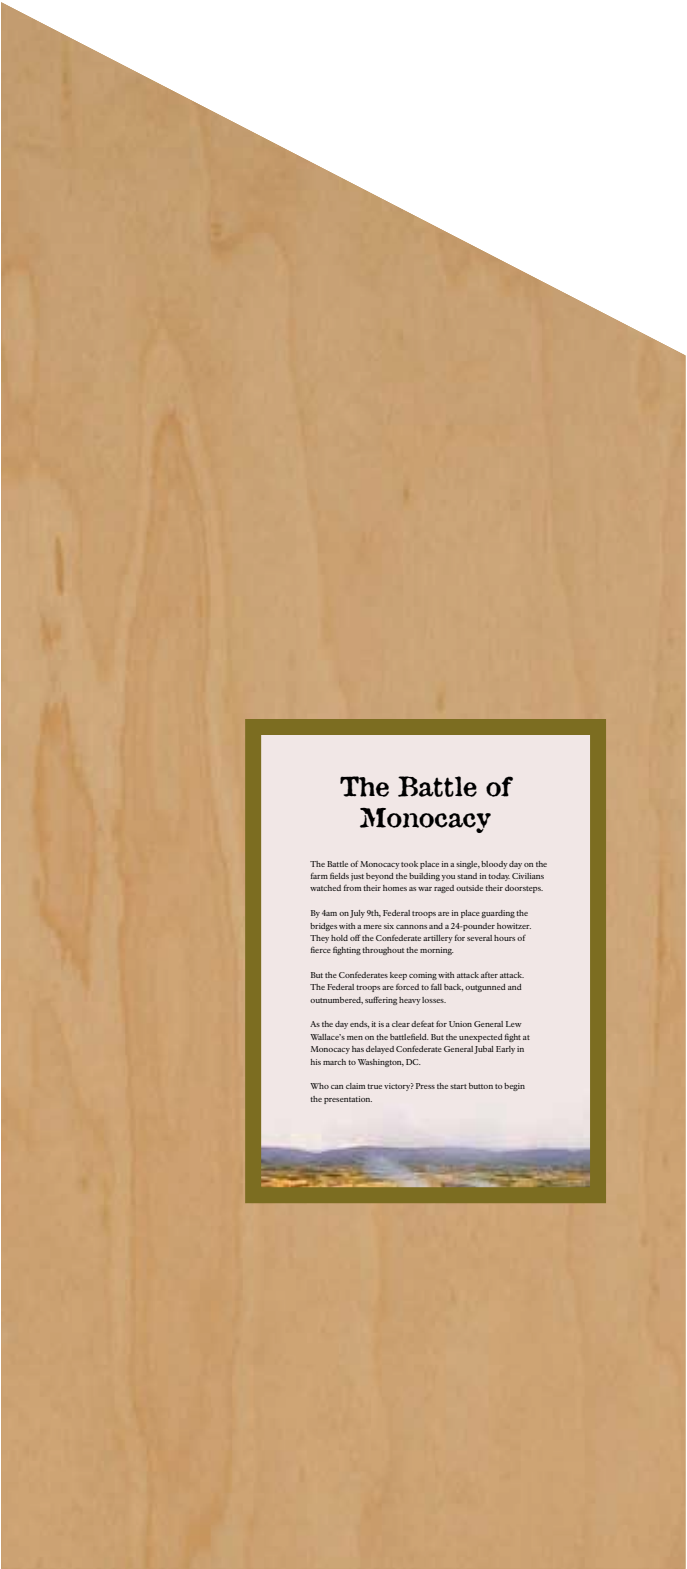 The Battle of
Monocacy
The Battle of Monocacy took place in a single, bloody day on the
farm fields just beyond the building you stand in today. Civilians
watched from their homes as war raged outside their doorsteps.
By 4am on July 9th, Federal troops are in place guarding the
bridges with a mere six cannons and a 24-pounder howitzer.
They hold off the Confederate artillery for several hours of
fierce fighting throughout the morning.
But the Confederates keep coming with attack after attack.
The Federal troops are forced to fall back, outgunned and
outnumbered, suffering heavy losses.
As the day ends, it is a clear defeat for Union General Lew
Wallace's men on the battlefield. But the unexpected fight at
Monocacy has delayed Confederate General Jubal Early in
his march to Washington, DC.
Who can claim true victory? Press the start button to begin
the presentation.